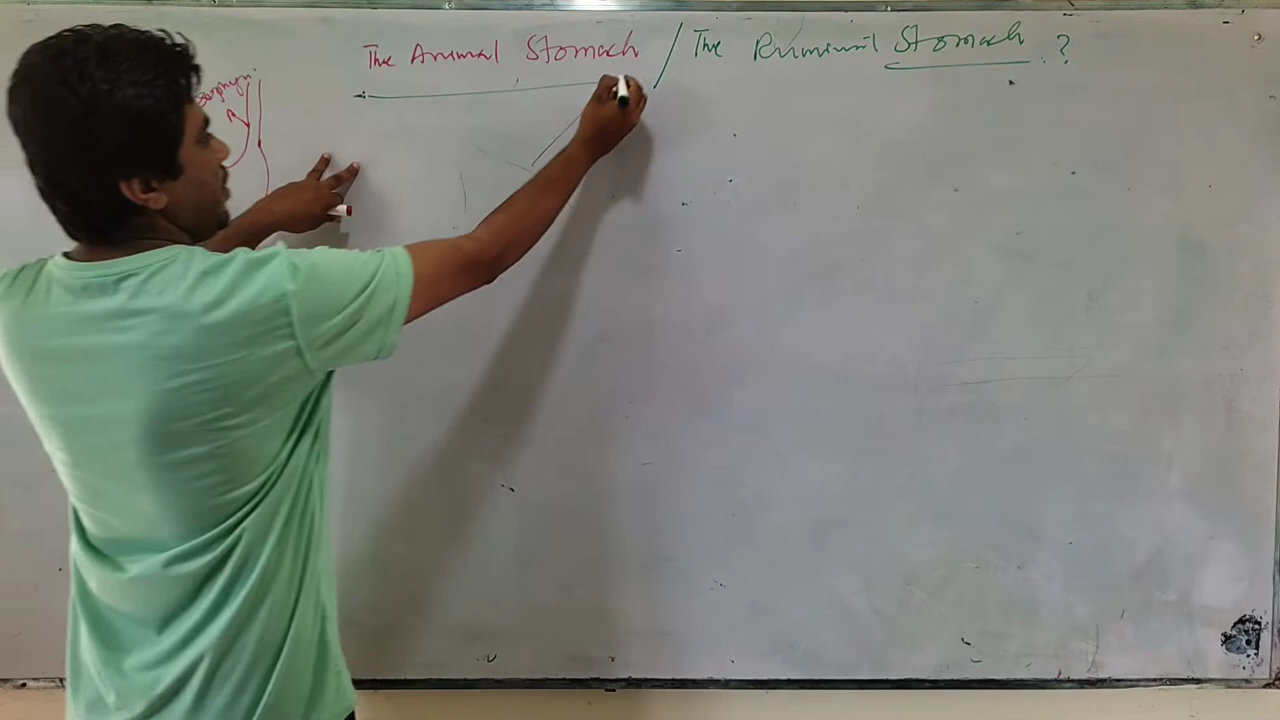 The Animal Stomach / The Ruminant Stomach . ?